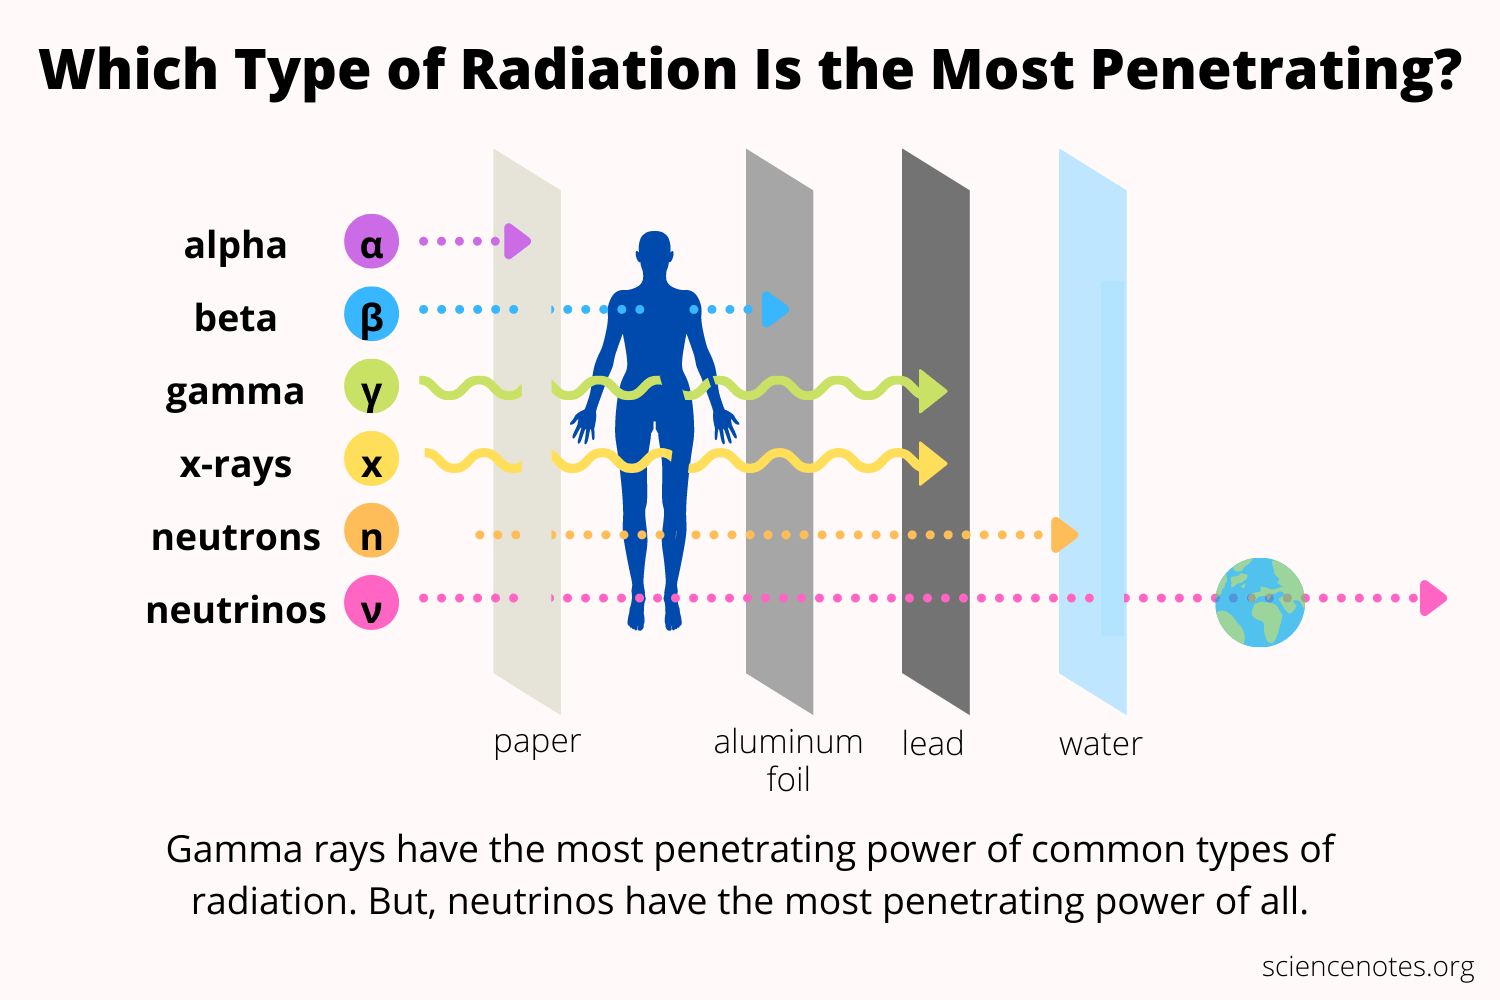 Which Type of Radiation Is the Most Penetrating?
alpha α
beta β
gamma γ
x-rays x
neutrons n
neutrinos ν
paper
aluminum
foil
lead
water
Gamma rays have the most penetrating power of common types of
radiation. But, neutrinos have the most penetrating power of all.
sciencenotes.org